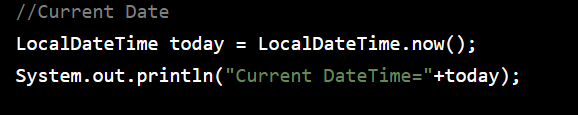 //Current Date
LocalDateTime today = LocalDateTime.now();
System.out.println("Current DateTime="+today);